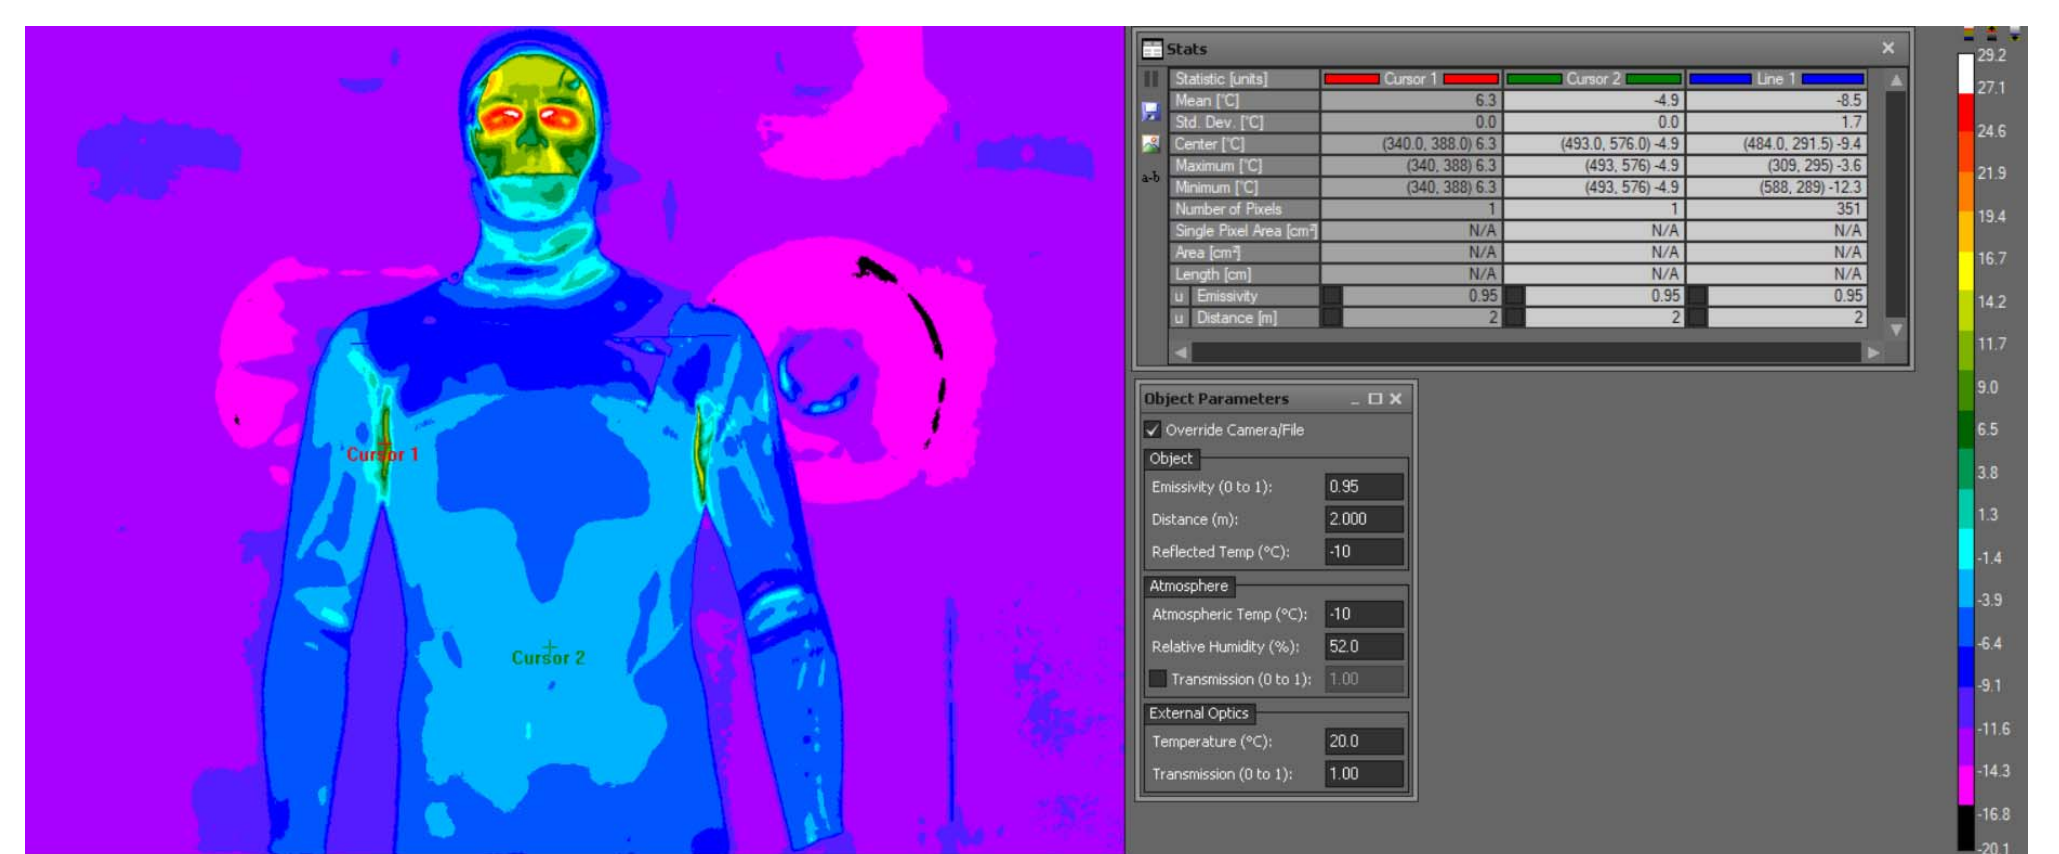 Stats
Statistic [units] Cursor 1 Cursor 2 Line 1
Mean [°C] 6.3 -4.9 -8.5
Std. Dev. [°C] 0.0 0.0 1.7
Center [°C] (340.0, 388.0) 6.3 (493.0, 576.0) -4.9 (484.0, 291.5) -9.4
Maximum [°C] (340, 388) 6.3 (493, 576) -4.9 (309, 295) -3.6
Minimum [°C] (340, 388) 6.3 (493, 576) -4.9 (588, 289) -12.3
Number of Pixels 1 1 351
Single Pixel Area [cm²] N/A N/A N/A
Area [cm²] N/A N/A N/A
Length [cm] N/A N/A N/A
u Emissivity 0.95 0.95 0.95
u Distance [m] 2 2 2
a-b
Object Parameters
Override Camera/File
Object
Emissivity (0 to 1): 0.95
Distance (m): 2.000
Reflected Temp (°C): -10
Atmosphere
Atmospheric Temp (°C): -10
Relative Humidity (%): 52.0
Transmission (0 to 1): 1.00
External Optics
Temperature (°C): 20.0
Transmission (0 to 1): 1.00
Cursor 1
Cursor 2
29.2
27.1
24.6
21.9
19.4
16.7
14.2
11.7
9.0
6.5
3.8
1.3
-1.4
-3.9
-6.4
-9.1
-11.6
-14.3
-16.8
-20.1